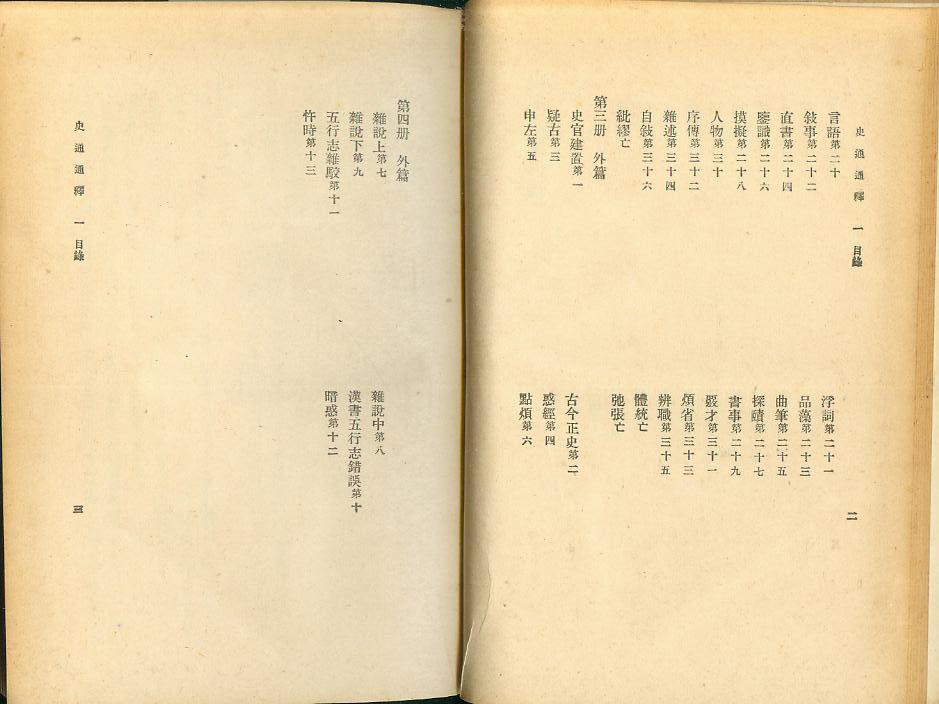 史通通釋 一 目錄 二
言語第二十 浮詞第二十一
敍事第二十二 品藻第二十三
直書第二十四 曲筆第二十五
鑒識第二十六 探賾第二十七
摸擬第二十八 書事第二十九
人物第三十 覈才第三十一
序傳第三十二 煩省第三十三
雜述第三十四 辨職第三十五
自敍第三十六 體統亡
紕繆亡 弛張亡
第三册 外篇
史官建置第一 古今正史第二
疑古第三 惑經第四
申左第五 點煩第六
第四册 外篇
雜說上第七 雜說中第八
雜說下第九 漢書五行志錯誤第十
五行志雜駁第十一 暗惑第十二
忤時第十三
史通通釋 一 目錄 三